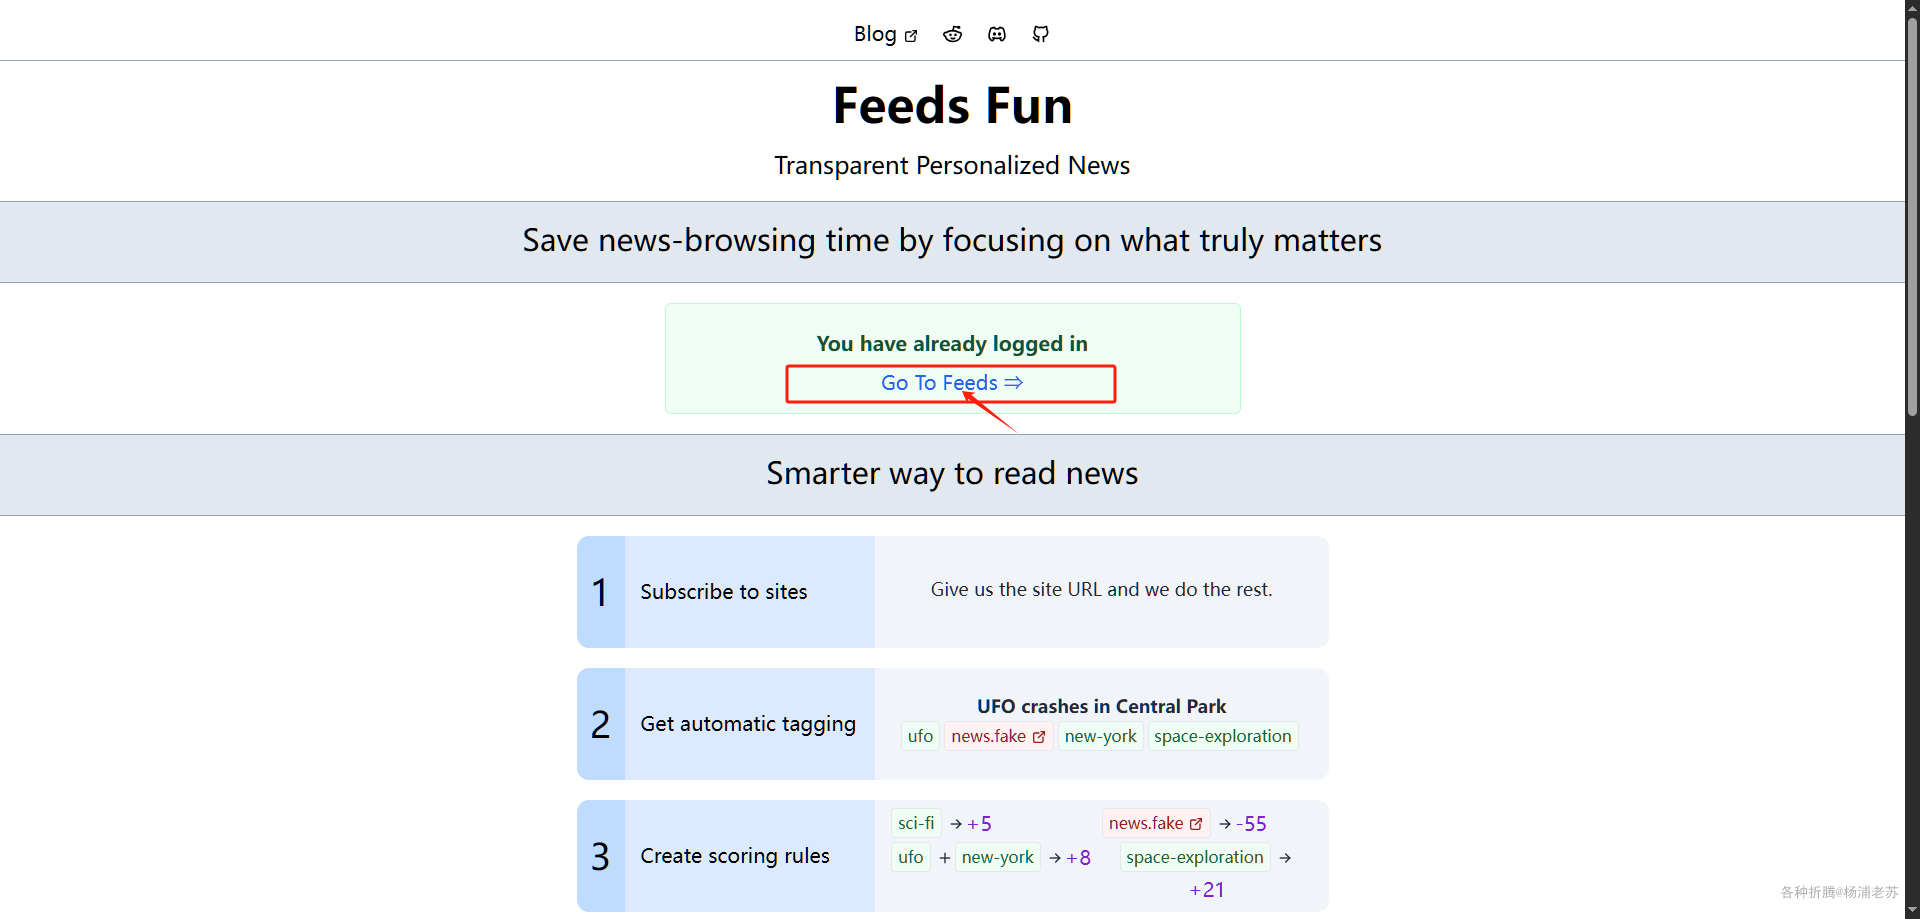 Blog
Feeds Fun
Transparent Personalized News
Save news-browsing time by focusing on what truly matters
You have already logged in
Go To Feeds ⇒
Smarter way to read news
1 Subscribe to sites Give us the site URL and we do the rest.
2 Get automatic tagging
UFO crashes in Central Park
ufo news.fake new-york space-exploration
3 Create scoring rules
sci-fi → +5 news.fake → -55
ufo + new-york → +8 space-exploration →
+21
各种折腾@杨浦老苏